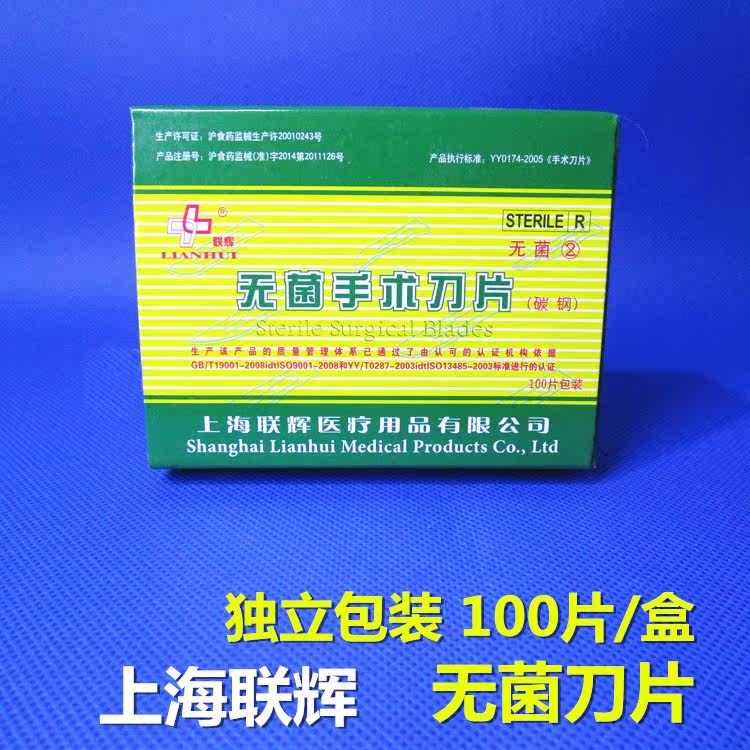 生产许可证：沪食药监械生产许20010243号
产品注册号：沪食药监械(准)字2014第2011126号
产品执行标准：YY0174-2005《手术刀片》
联辉®
LIANHUI
STERILE R
无菌②
无菌手术刀片（碳钢）
Sterile Surgical Blades
生产该产品的质量管理体系已通过了由认可的认证机构依据
GB/T19001-2008idtISO9001-2008和YY/T0287-2003idtISO13485-2003标准进行的认证
100片包装
上海联辉医疗用品有限公司
Shanghai Lianhui Medical Products Co., Ltd
独立包装 100片/盒
上海联辉 无菌刀片